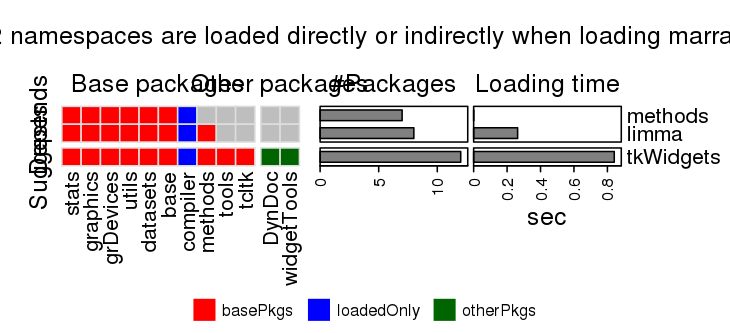 2 namespaces are loaded directly or indirectly when loading marra
Base packages
Other packages
#Packages
Loading time
Depends
Suggests
methods
limma
tkWidgets
0
5
10
0
0.2
0.4
0.6
0.8
sec
stats
graphics
grDevices
utils
datasets
base
compiler
methods
tools
tcltk
DynDoc
widgetTools
basePkgs
loadedOnly
otherPkgs